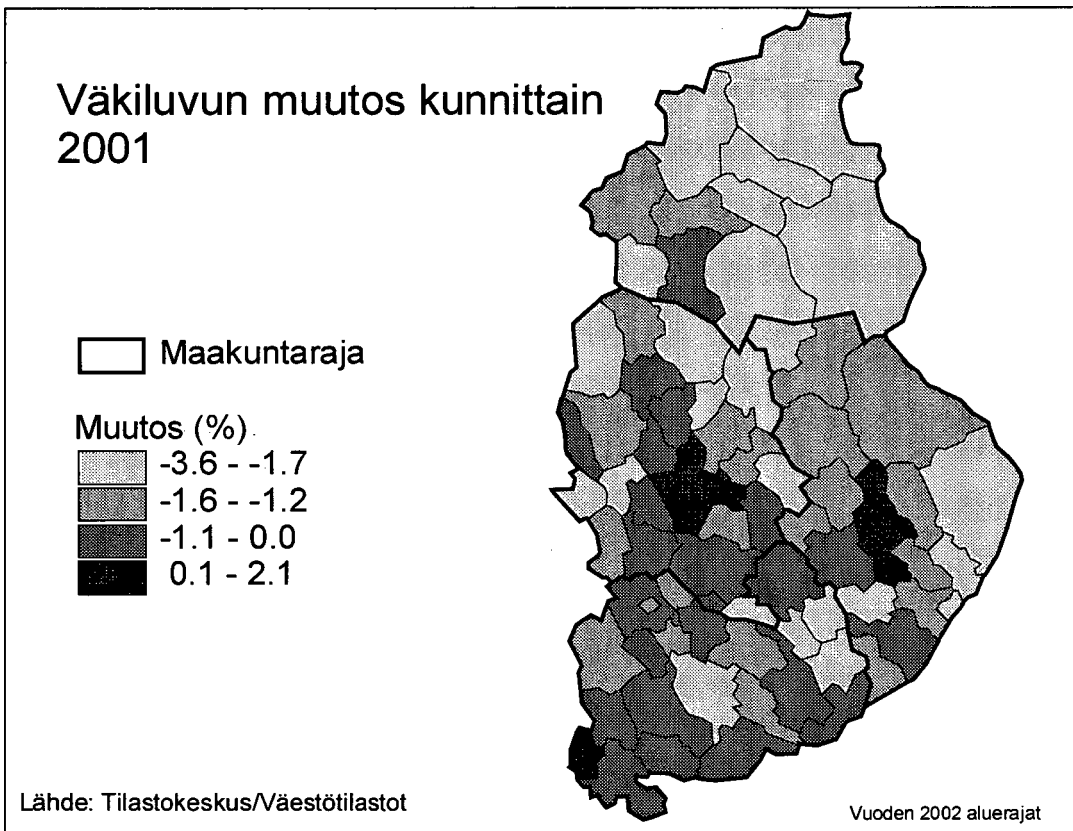 Väkiluvun muutos kunnittain
2001
Maakuntaraja
Muutos (%)
-3.6 - -1.7
-1.6 - -1.2
-1.1 - 0.0
0.1 - 2.1
Lähde: Tilastokeskus/Väestötilastot
Vuoden 2002 aluerajat